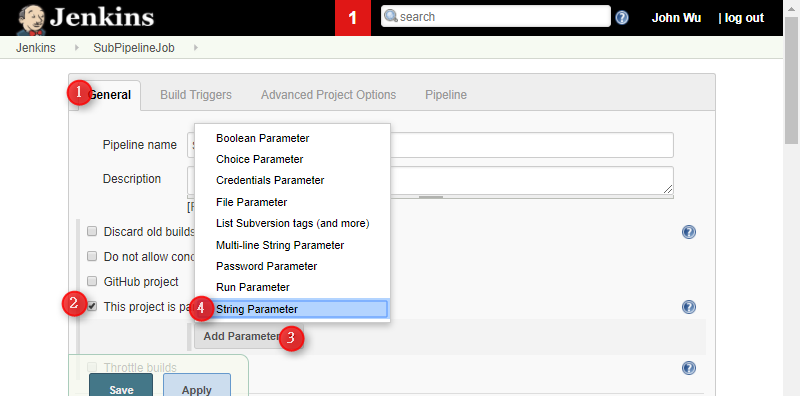 Jenkins
1
search
John Wu
| log out
Jenkins
SubPipelineJob
1
General
Build Triggers
Advanced Project Options
Pipeline
Pipeline name
Description
Boolean Parameter
Choice Parameter
Credentials Parameter
File Parameter
List Subversion tags (and more)
Multi-line String Parameter
Password Parameter
Run Parameter
4
String Parameter
Discard old builds
Do not allow conc
GitHub project
2
This project is pa
Add Parameter
3
Throttle builds
Save
Apply